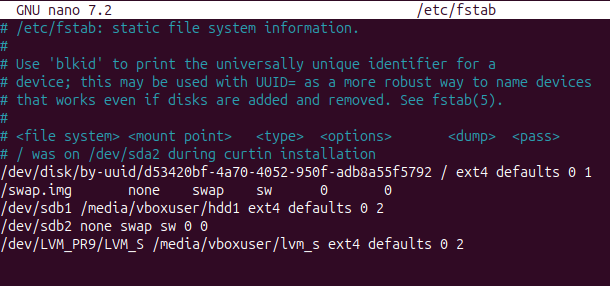 GNU nano 7.2 /etc/fstab
# /etc/fstab: static file system information.
#
# Use 'blkid' to print the universally unique identifier for a
# device; this may be used with UUID= as a more robust way to name devices
# that works even if disks are added and removed. See fstab(5).
#
# <file system> <mount point>   <type>  <options>       <dump>  <pass>
# / was on /dev/sda2 during curtin installation
/dev/disk/by-uuid/d53420bf-4a70-4052-950f-adb8a55f5792 / ext4 defaults 0 1
/swap.img       none    swap    sw      0       0
/dev/sdb1 /media/vboxuser/hdd1 ext4 defaults 0 2
/dev/sdb2 none swap sw 0 0
/dev/LVM_PR9/LVM_S /media/vboxuser/lvm_s ext4 defaults 0 2